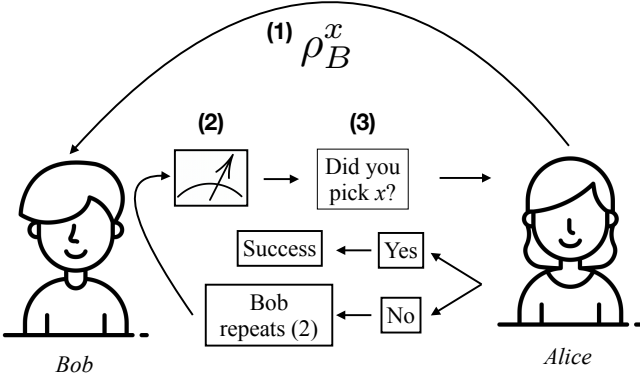 (1) ρ_B^x
(2)
(3)
Did you
pick x?
Success
Yes
Bob
repeats (2)
No
Bob
Alice